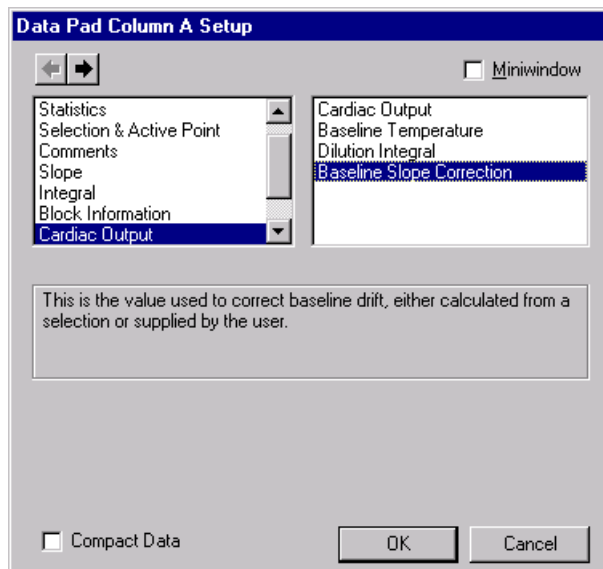 Data Pad Column A Setup
Miniwindow
Statistics
Selection & Active Point
Comments
Slope
Integral
Block Information
Cardiac Output
Cardiac Output
Baseline Temperature
Dilution Integral
Baseline Slope Correction
This is the value used to correct baseline drift, either calculated from a
selection or supplied by the user.
Compact Data
OK
Cancel